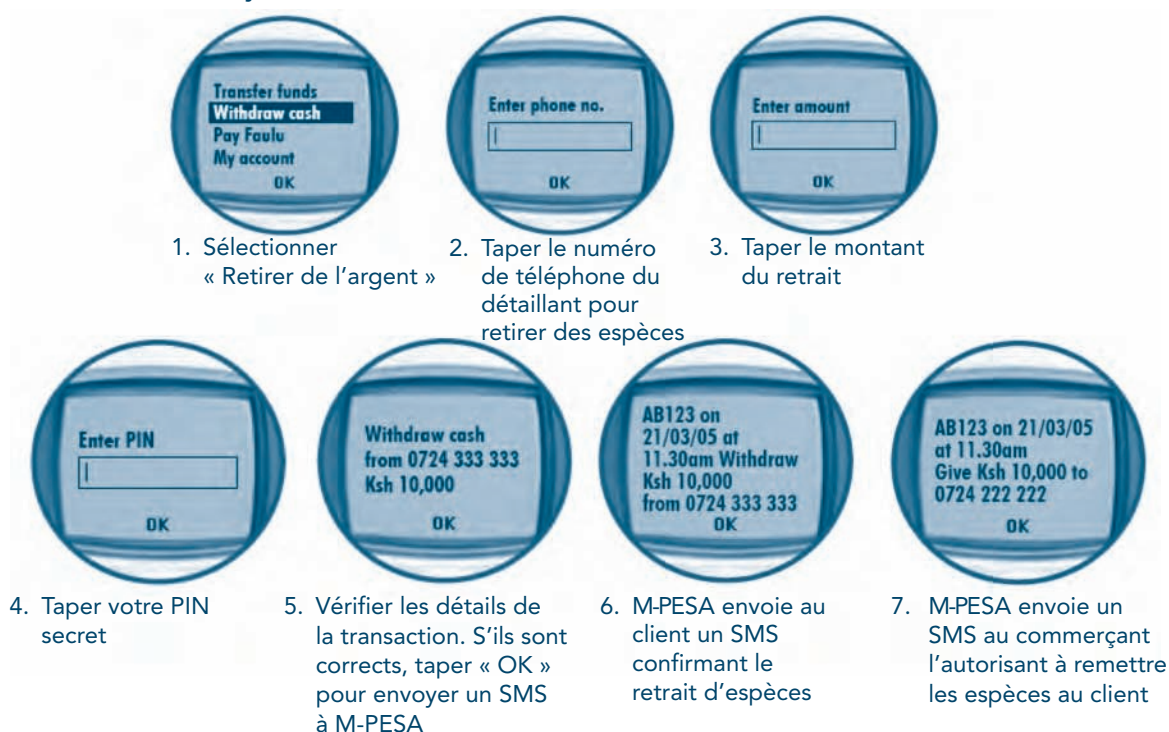 Transfer funds
Withdraw cash
Pay Faulu
My account
OK
1. Sélectionner
« Retirer de l'argent »
Enter phone no.
OK
2. Taper le numéro
de téléphone du
détaillant pour
retirer des espèces
Enter amount
OK
3. Taper le montant
du retrait
Enter PIN
OK
4. Taper votre PIN
secret
Withdraw cash
from 0724 333 333
Ksh 10,000
OK
5. Vérifier les détails de
la transaction. S'ils sont
corrects, taper « OK »
pour envoyer un SMS
à M-PESA
AB123 on
21/03/05 at
11.30am Withdraw
Ksh 10,000
from 0724 333 333
OK
6. M-PESA envoie au
client un SMS
confirmant le
retrait d'espèces
AB123 on 21/03/05
at 11.30am
Give Ksh 10,000 to
0724 222 222
OK
7. M-PESA envoie un
SMS au commerçant
l'autorisant à remettre
les espèces au client